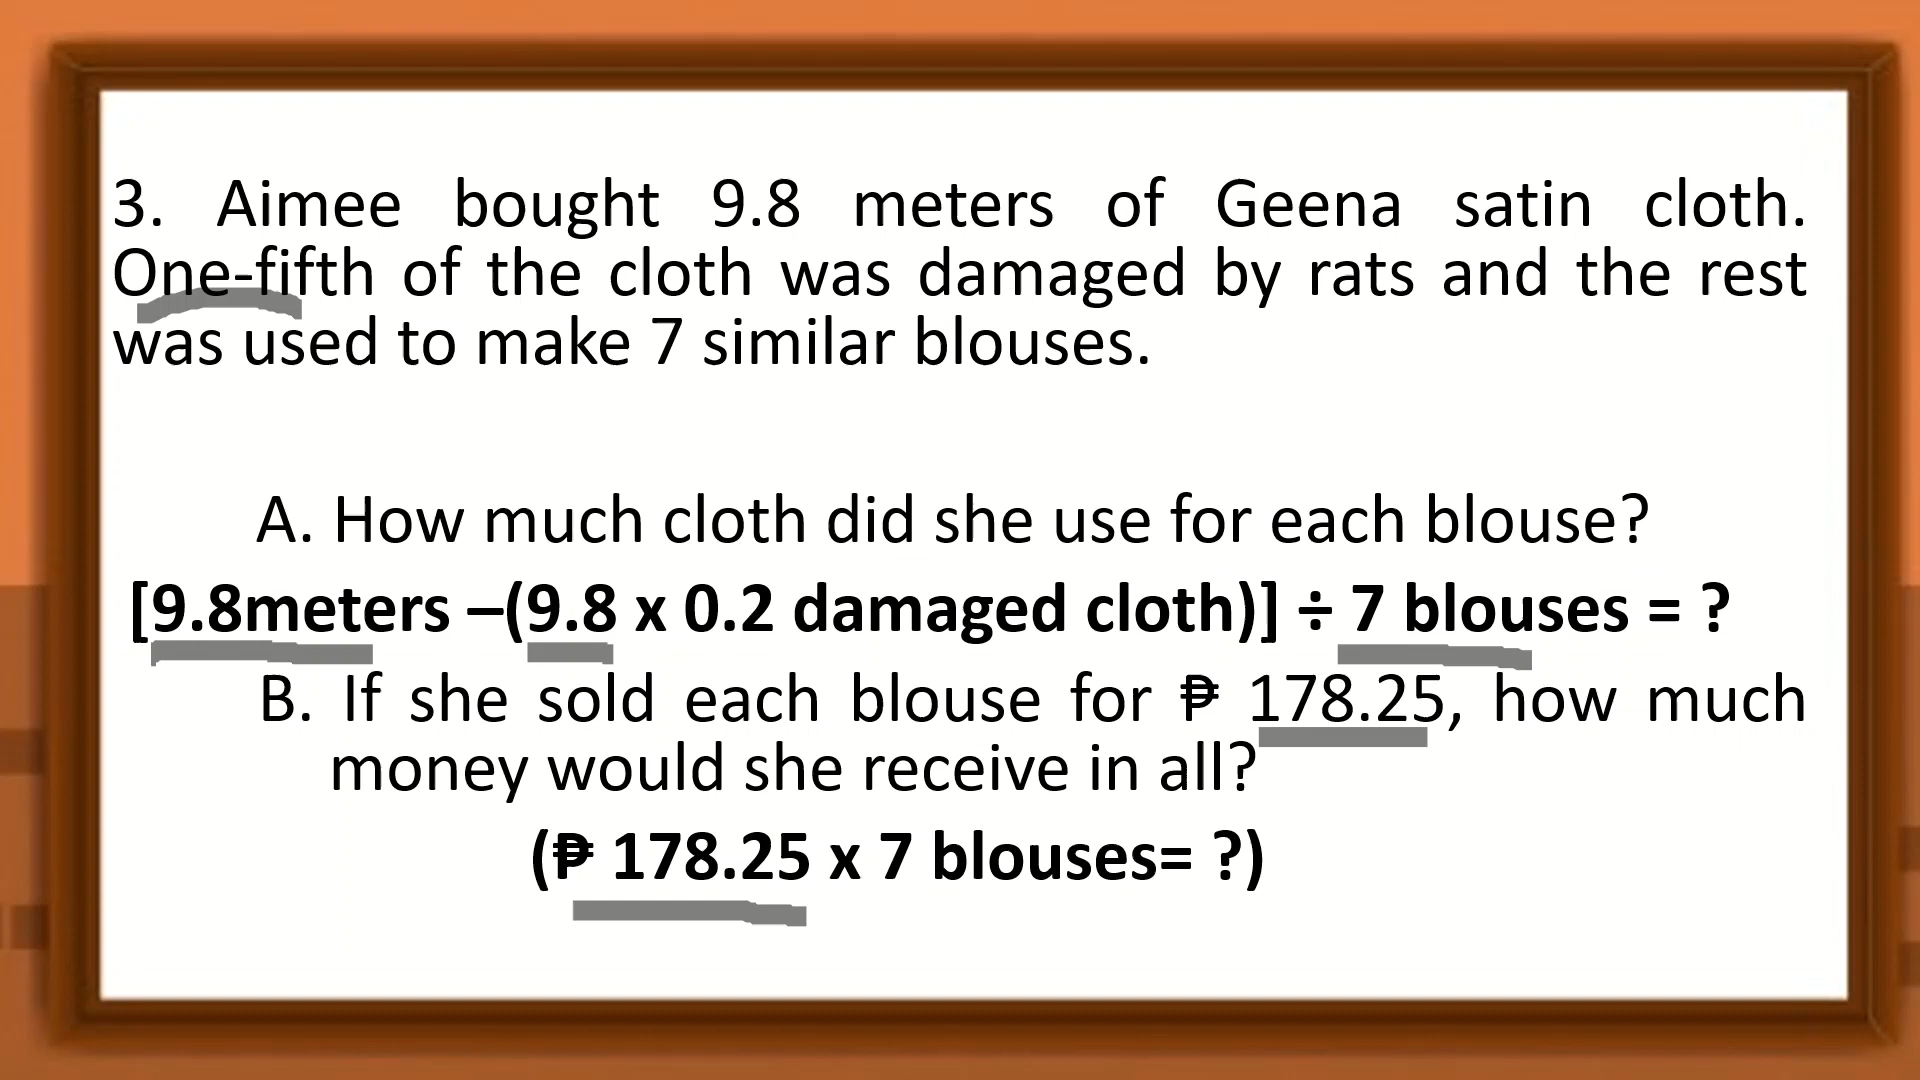 3. Aimee bought 9.8 meters of Geena satin cloth.
One-fifth of the cloth was damaged by rats and the rest
was used to make 7 similar blouses.
A. How much cloth did she use for each blouse?
[9.8meters –(9.8 x 0.2 damaged cloth)] ÷ 7 blouses = ?
B. If she sold each blouse for ₱ 178.25, how much
money would she receive in all?
(₱ 178.25 x 7 blouses= ?)